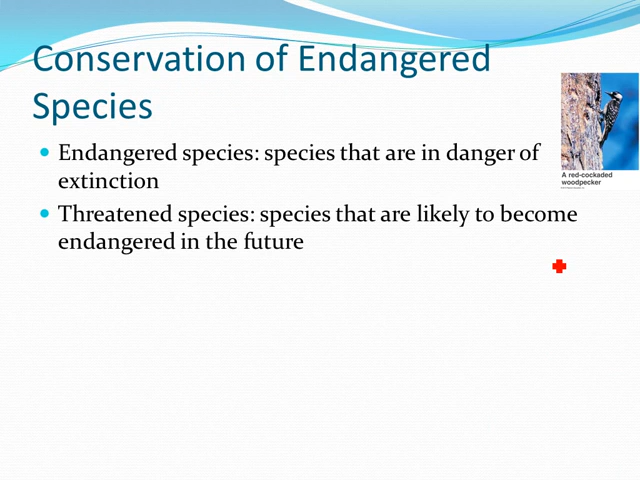 Conservation of Endangered
Species
Endangered species: species that are in danger of
extinction
Threatened species: species that are likely to become
endangered in the future
A red-cockaded
woodpecker